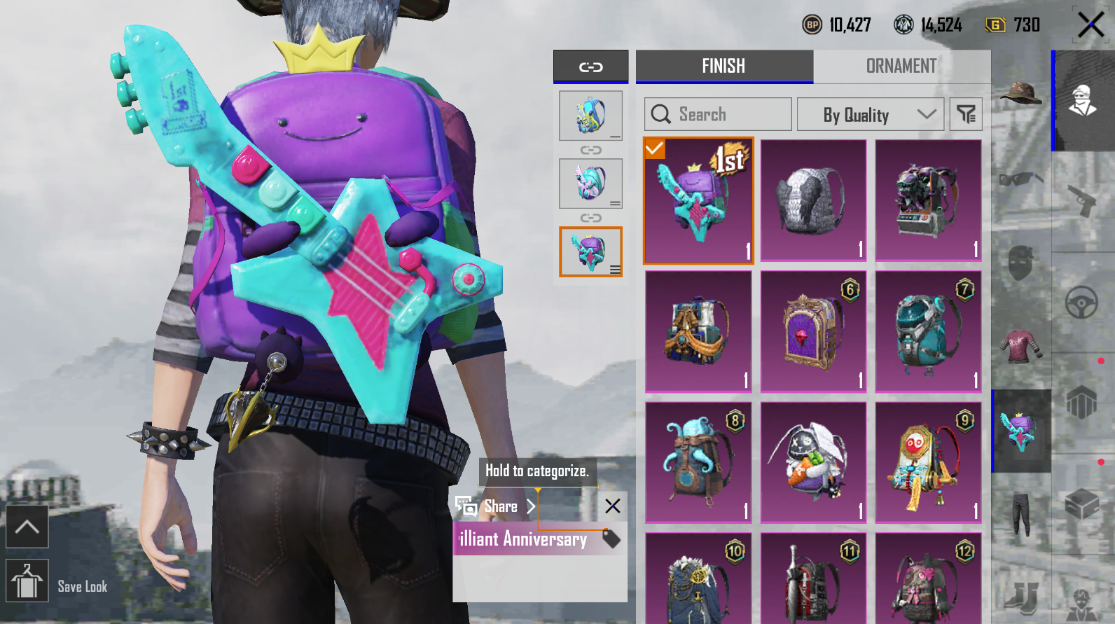 10,427
14,524
730
FINISH
ORNAMENT
Search
By Quality
1st
1
1
1
1
6
1
7
1
8
1
1
9
1
10
11
12
Hold to categorize.
Share
illiant Anniversary
Save Look
BP
G